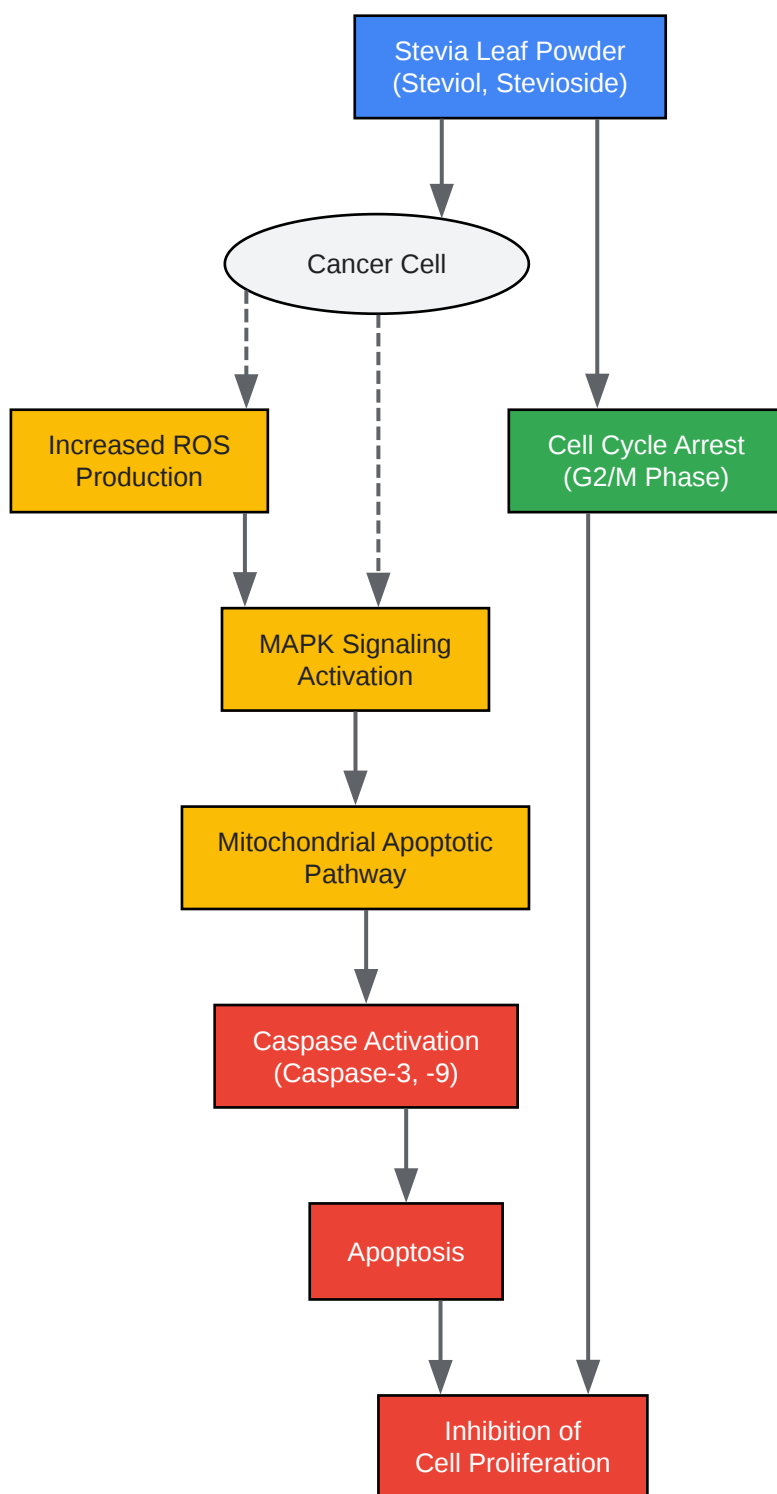 Stevia Leaf Powder
(Steviol, Stevioside)
Cancer Cell
Increased ROS
Production
Cell Cycle Arrest
(G2/M Phase)
MAPK Signaling
Activation
Mitochondrial Apoptotic
Pathway
Caspase Activation
(Caspase-3, -9)
Apoptosis
Inhibition of
Cell Proliferation